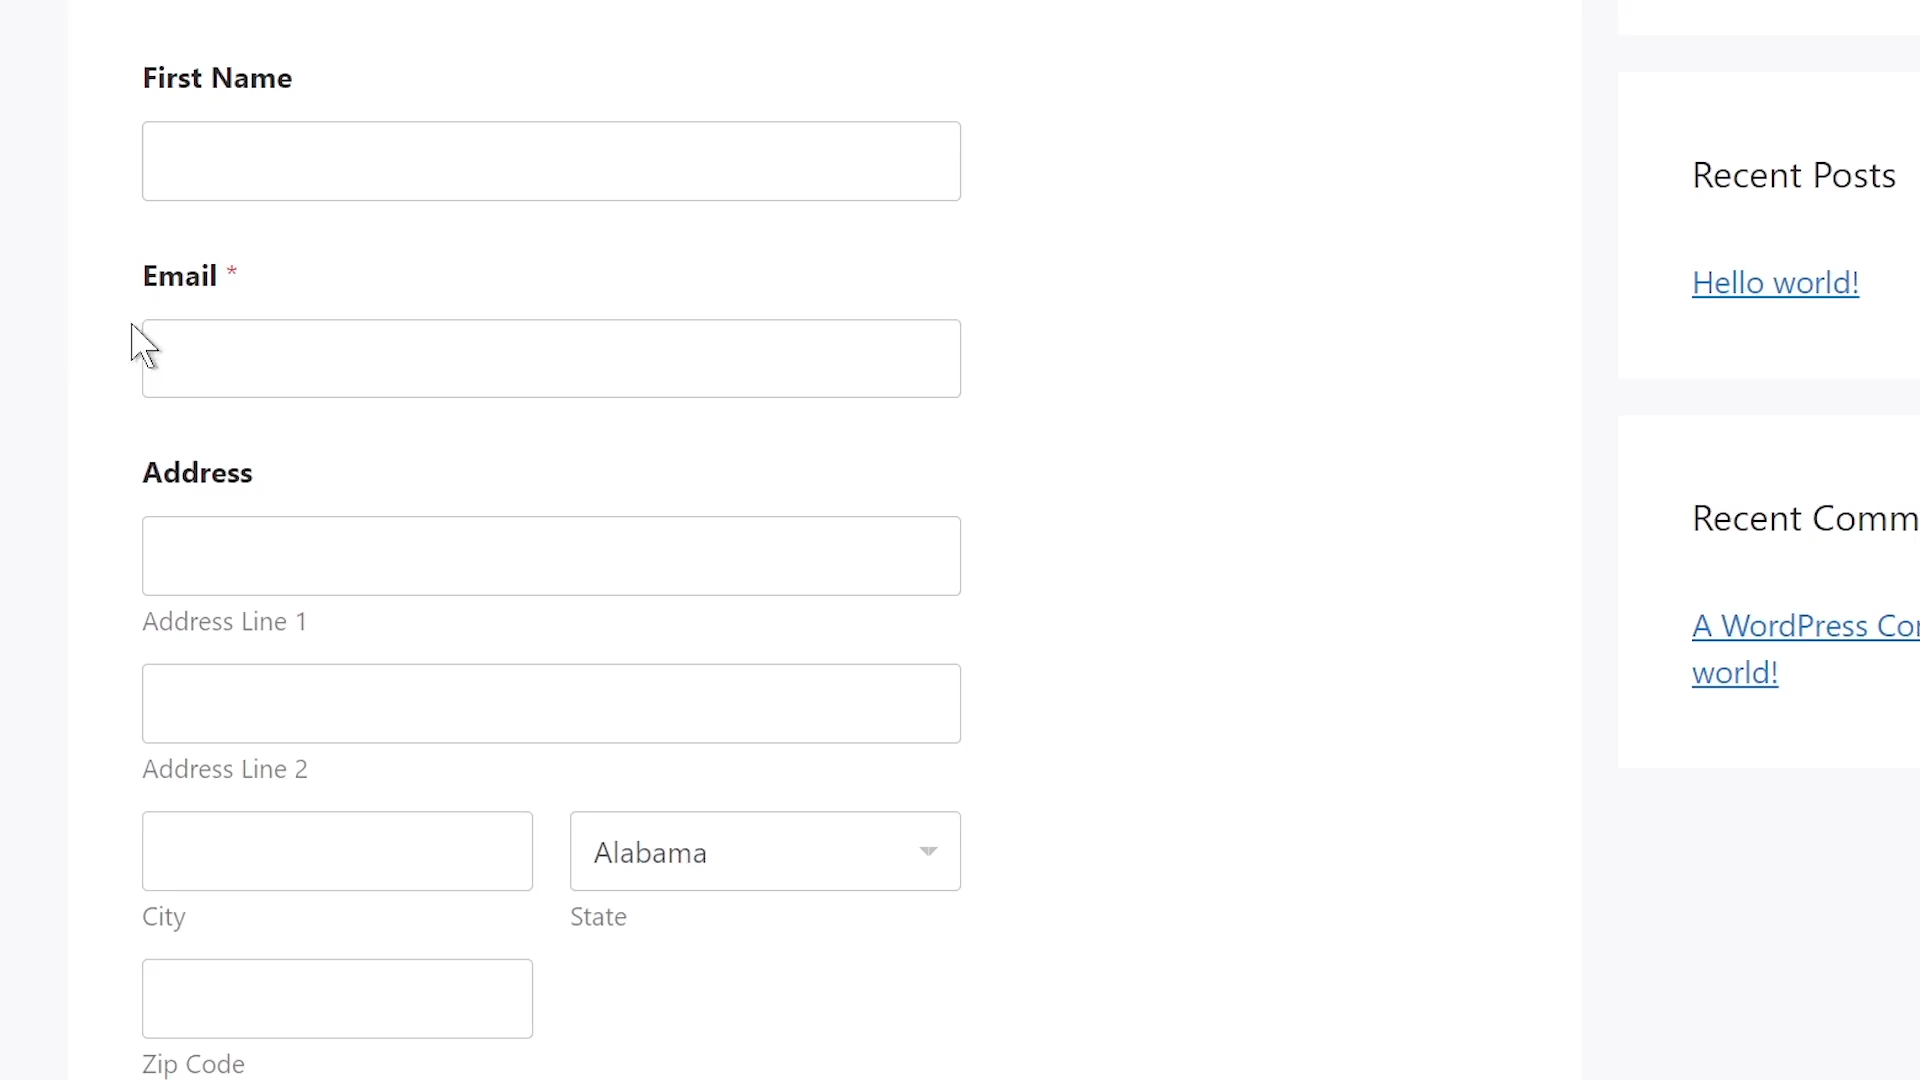 First Name
Email *
Address
Address Line 1
Address Line 2
Alabama
City
State
Zip Code
Recent Posts
Hello world!
Recent Comm
A WordPress Co
world!